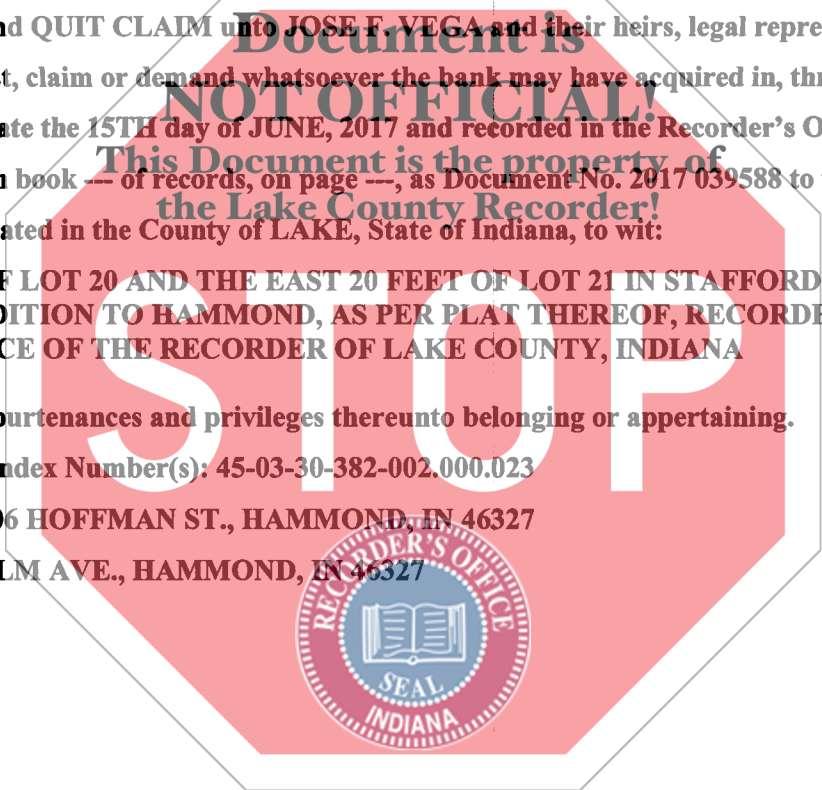 Document is
nd QUIT CLAIM unto JOSE F. VEGA and their heirs, legal repre
t, claim or demand whatsoever the bank may have acquired in, thr
NOT OFFICIAL!
ate the 15TH day of JUNE, 2017 and recorded in the Recorder's O
This Document is the property of
n book --- of records, on page ---, as Document No. 2017 039588 to
the Lake County Recorder!
ated in the County of LAKE, State of Indiana, to wit:
F LOT 20 AND THE EAST 20 FEET OF LOT 21 IN STAFFORD
DITION TO HAMMOND, AS PER PLAT THEREOF, RECORDE
CE OF THE RECORDER OF LAKE COUNTY, INDIANA
STOP
purtenances and privileges thereunto belonging or appertaining.
ndex Number(s): 45-03-30-382-002.000.023
06 HOFFMAN ST., HAMMOND, IN 46327
LM AVE., HAMMOND, IN 46327
RECORDER'S OFFICE
SEAL
INDIANA